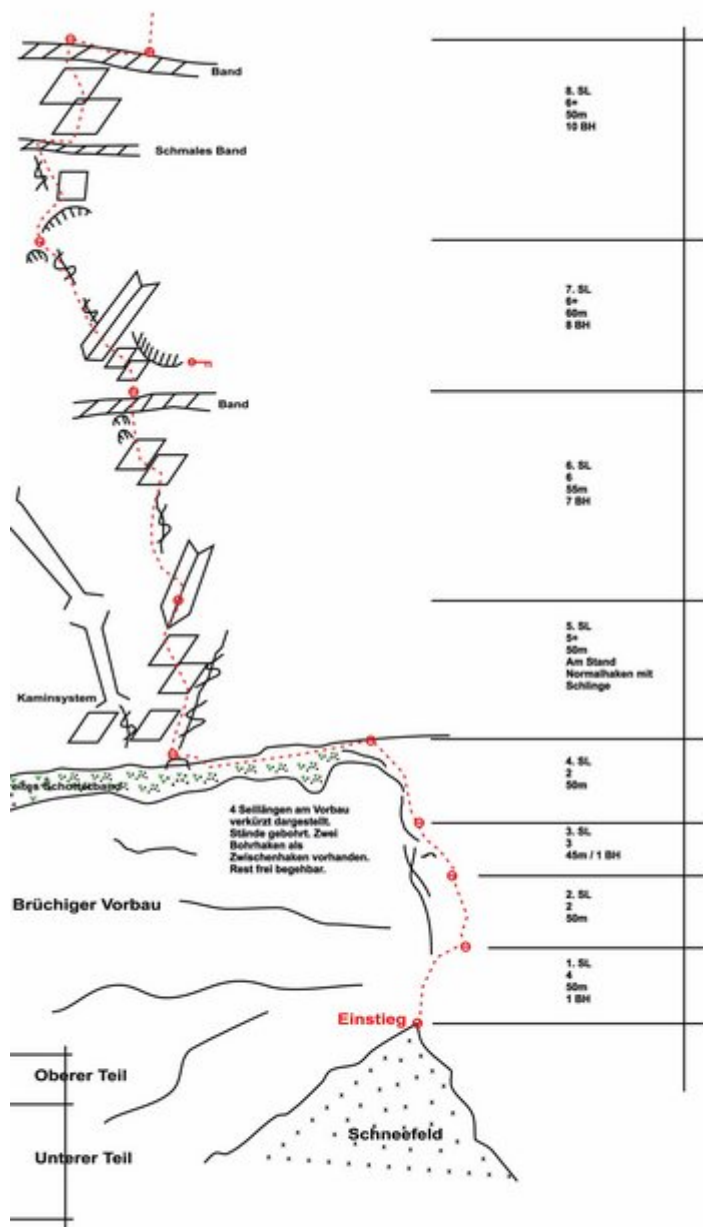 Band
8. SL
6+
50m
10 BH
Schmales Band
7. SL
6+
60m
8 BH
Band
6. SL
6
55m
7 BH
5. SL
5+
50m
Am Stand
Normalhaken mit
Schlinge
Kaminsystem
4. SL
2
50m
4 Seillängen am Vorbau
verkürzt dargestellt.
Stände gebohrt. Zwei
Bohrhaken als
Zwischenhaken vorhanden.
Rest frei begehbar.
3. SL
3
45m / 1 BH
Brüchiger Vorbau
2. SL
2
50m
1. SL
4
50m
1 BH
Einstieg
Oberer Teil
Schneefeld
Unterer Teil